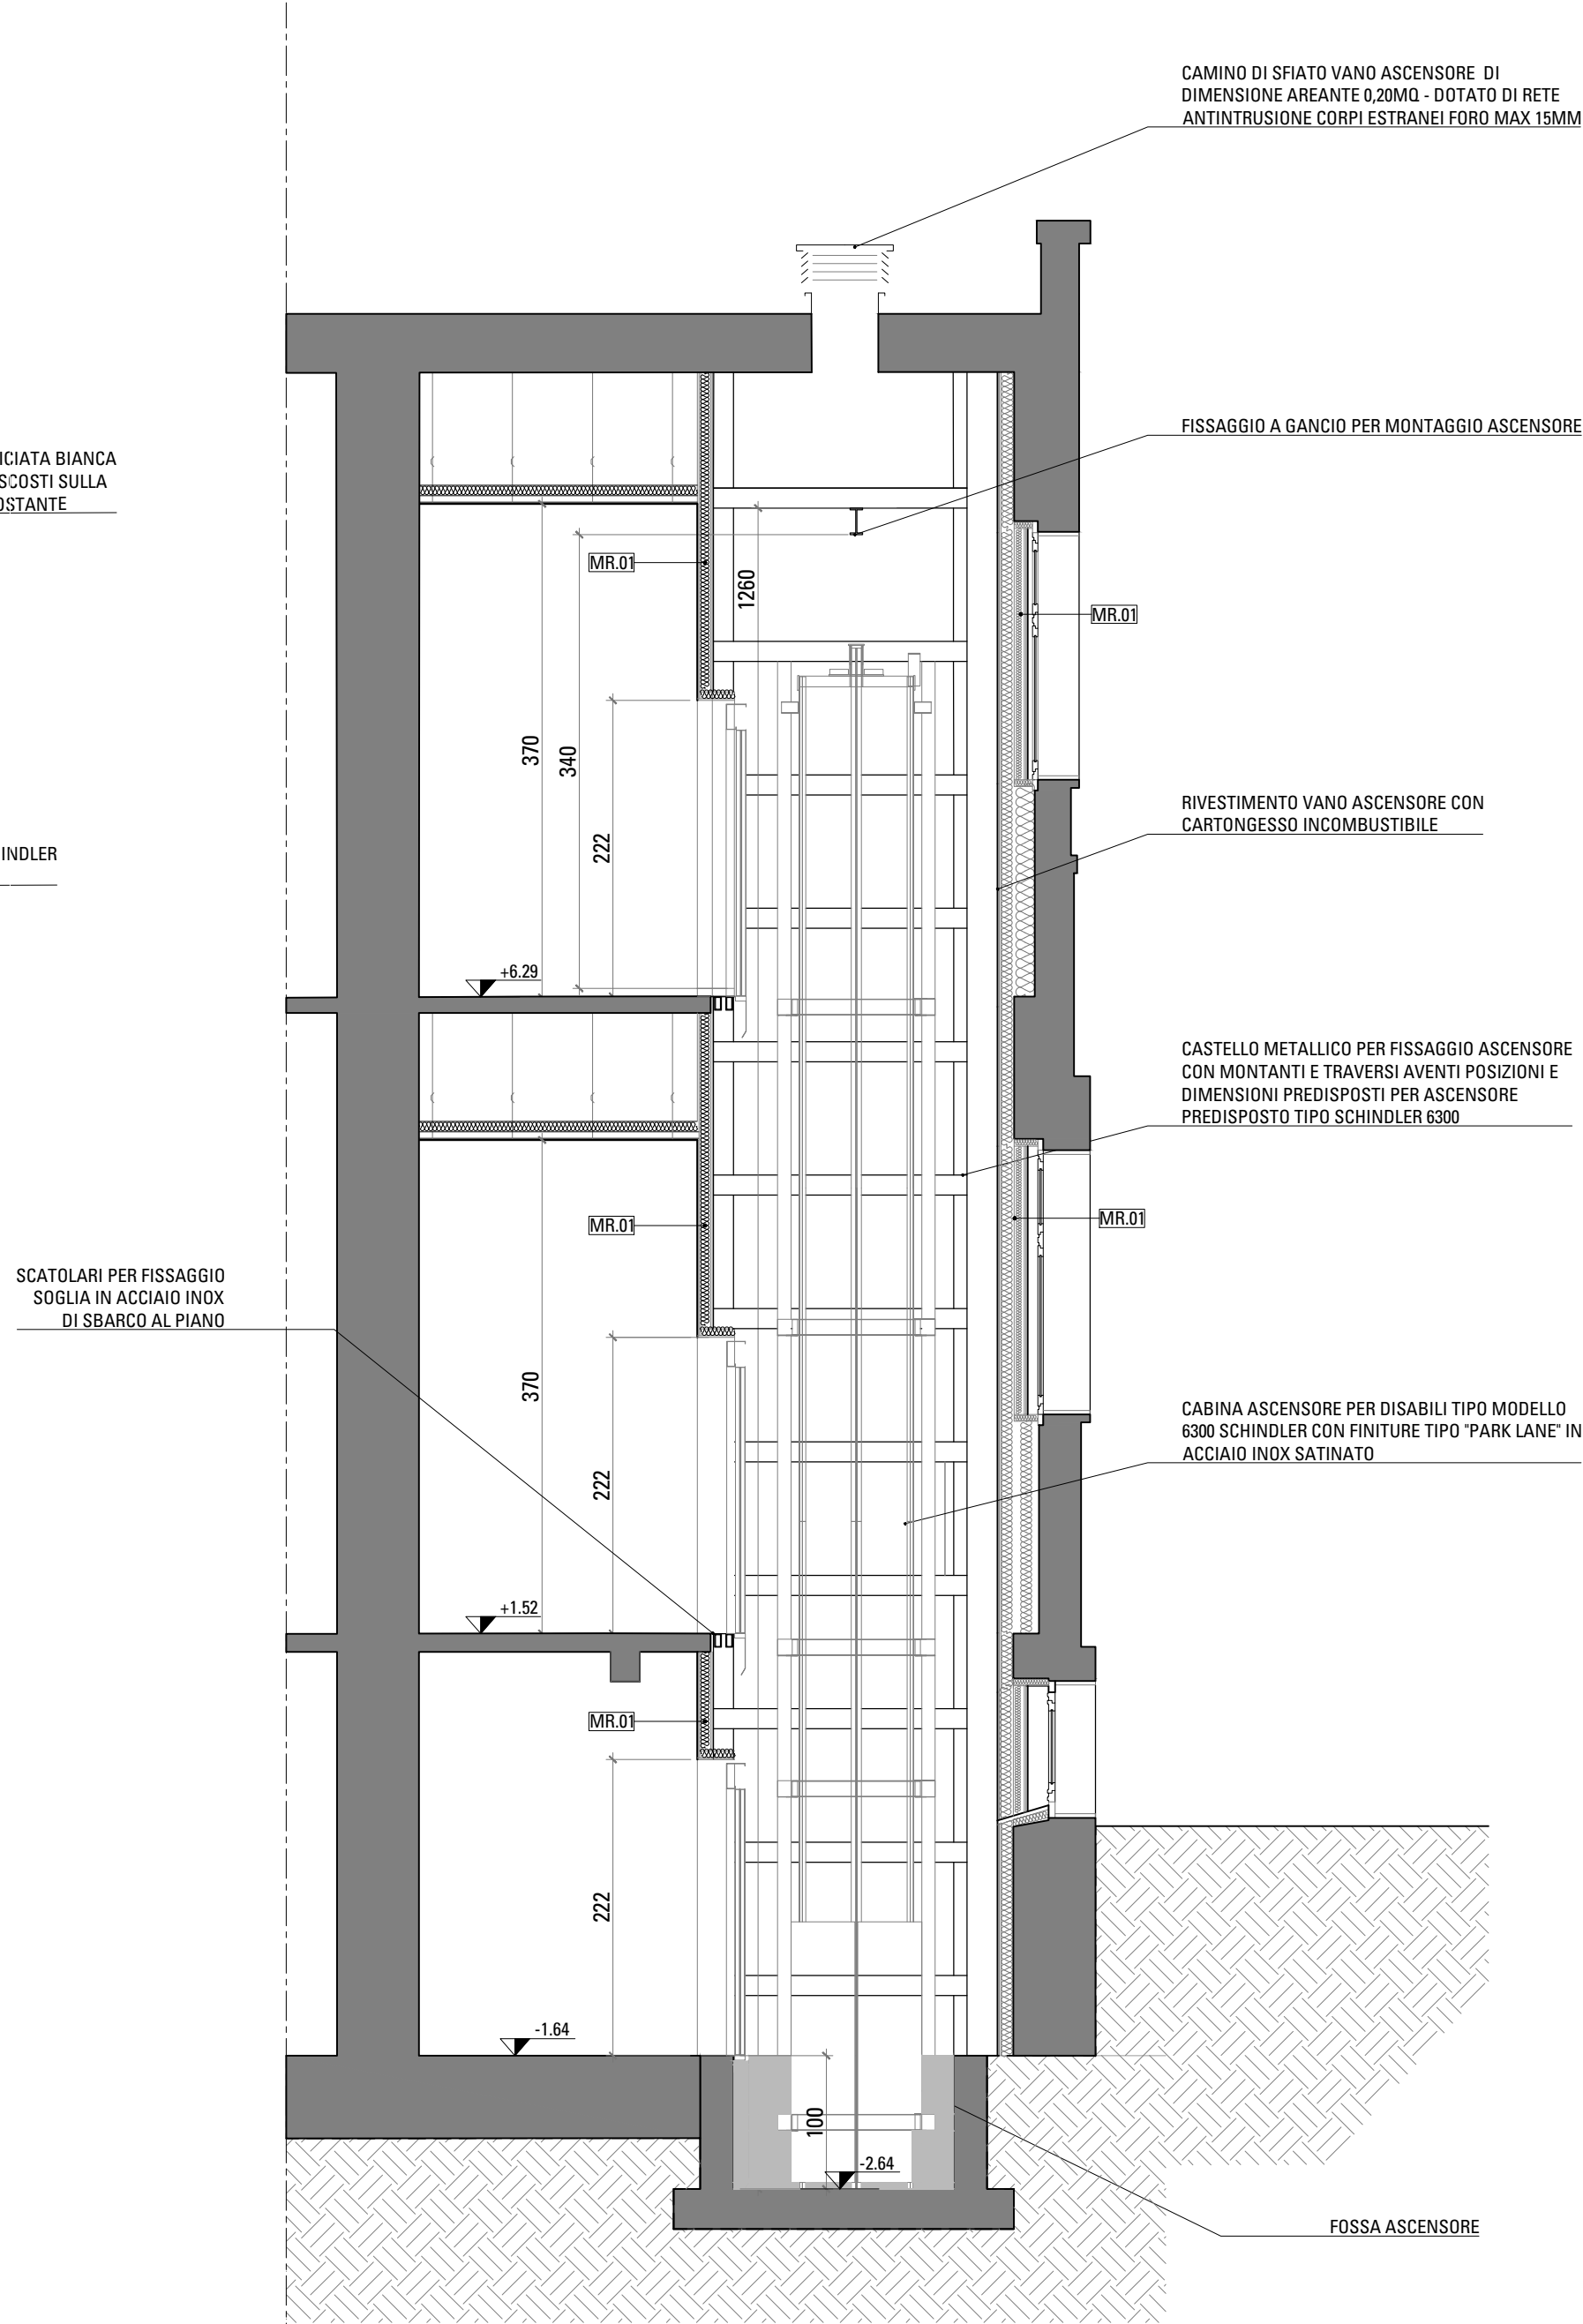 CAMINO DI SFIATO VANO ASCENSORE DI
DIMENSIONE AREANTE 0,20MQ - DOTATO DI RETE
ANTINTRUSIONE CORPI ESTRANEI FORO MAX 15MM
FISSAGGIO A GANCIO PER MONTAGGIO ASCENSORE
ICIATA BIANCA
SCOSTI SULLA
OSTANTE
MR.01
1260
MR.01
370
340
222
RIVESTIMENTO VANO ASCENSORE CON
CARTONGESSO INCOMBUSTIBILE
INDLER
+6.29
CASTELLO METALLICO PER FISSAGGIO ASCENSORE
CON MONTANTI E TRAVERSI AVENTI POSIZIONI E
DIMENSIONI PREDISPOSTI PER ASCENSORE
PREDISPOSTO TIPO SCHINDLER 6300
MR.01
MR.01
SCATOLARI PER FISSAGGIO
SOGLIA IN ACCIAIO INOX
DI SBARCO AL PIANO
370
222
CABINA ASCENSORE PER DISABILI TIPO MODELLO
6300 SCHINDLER CON FINITURE TIPO "PARK LANE" IN
ACCIAIO INOX SATINATO
+1.52
MR.01
222
-1.64
100
-2.64
FOSSA ASCENSORE